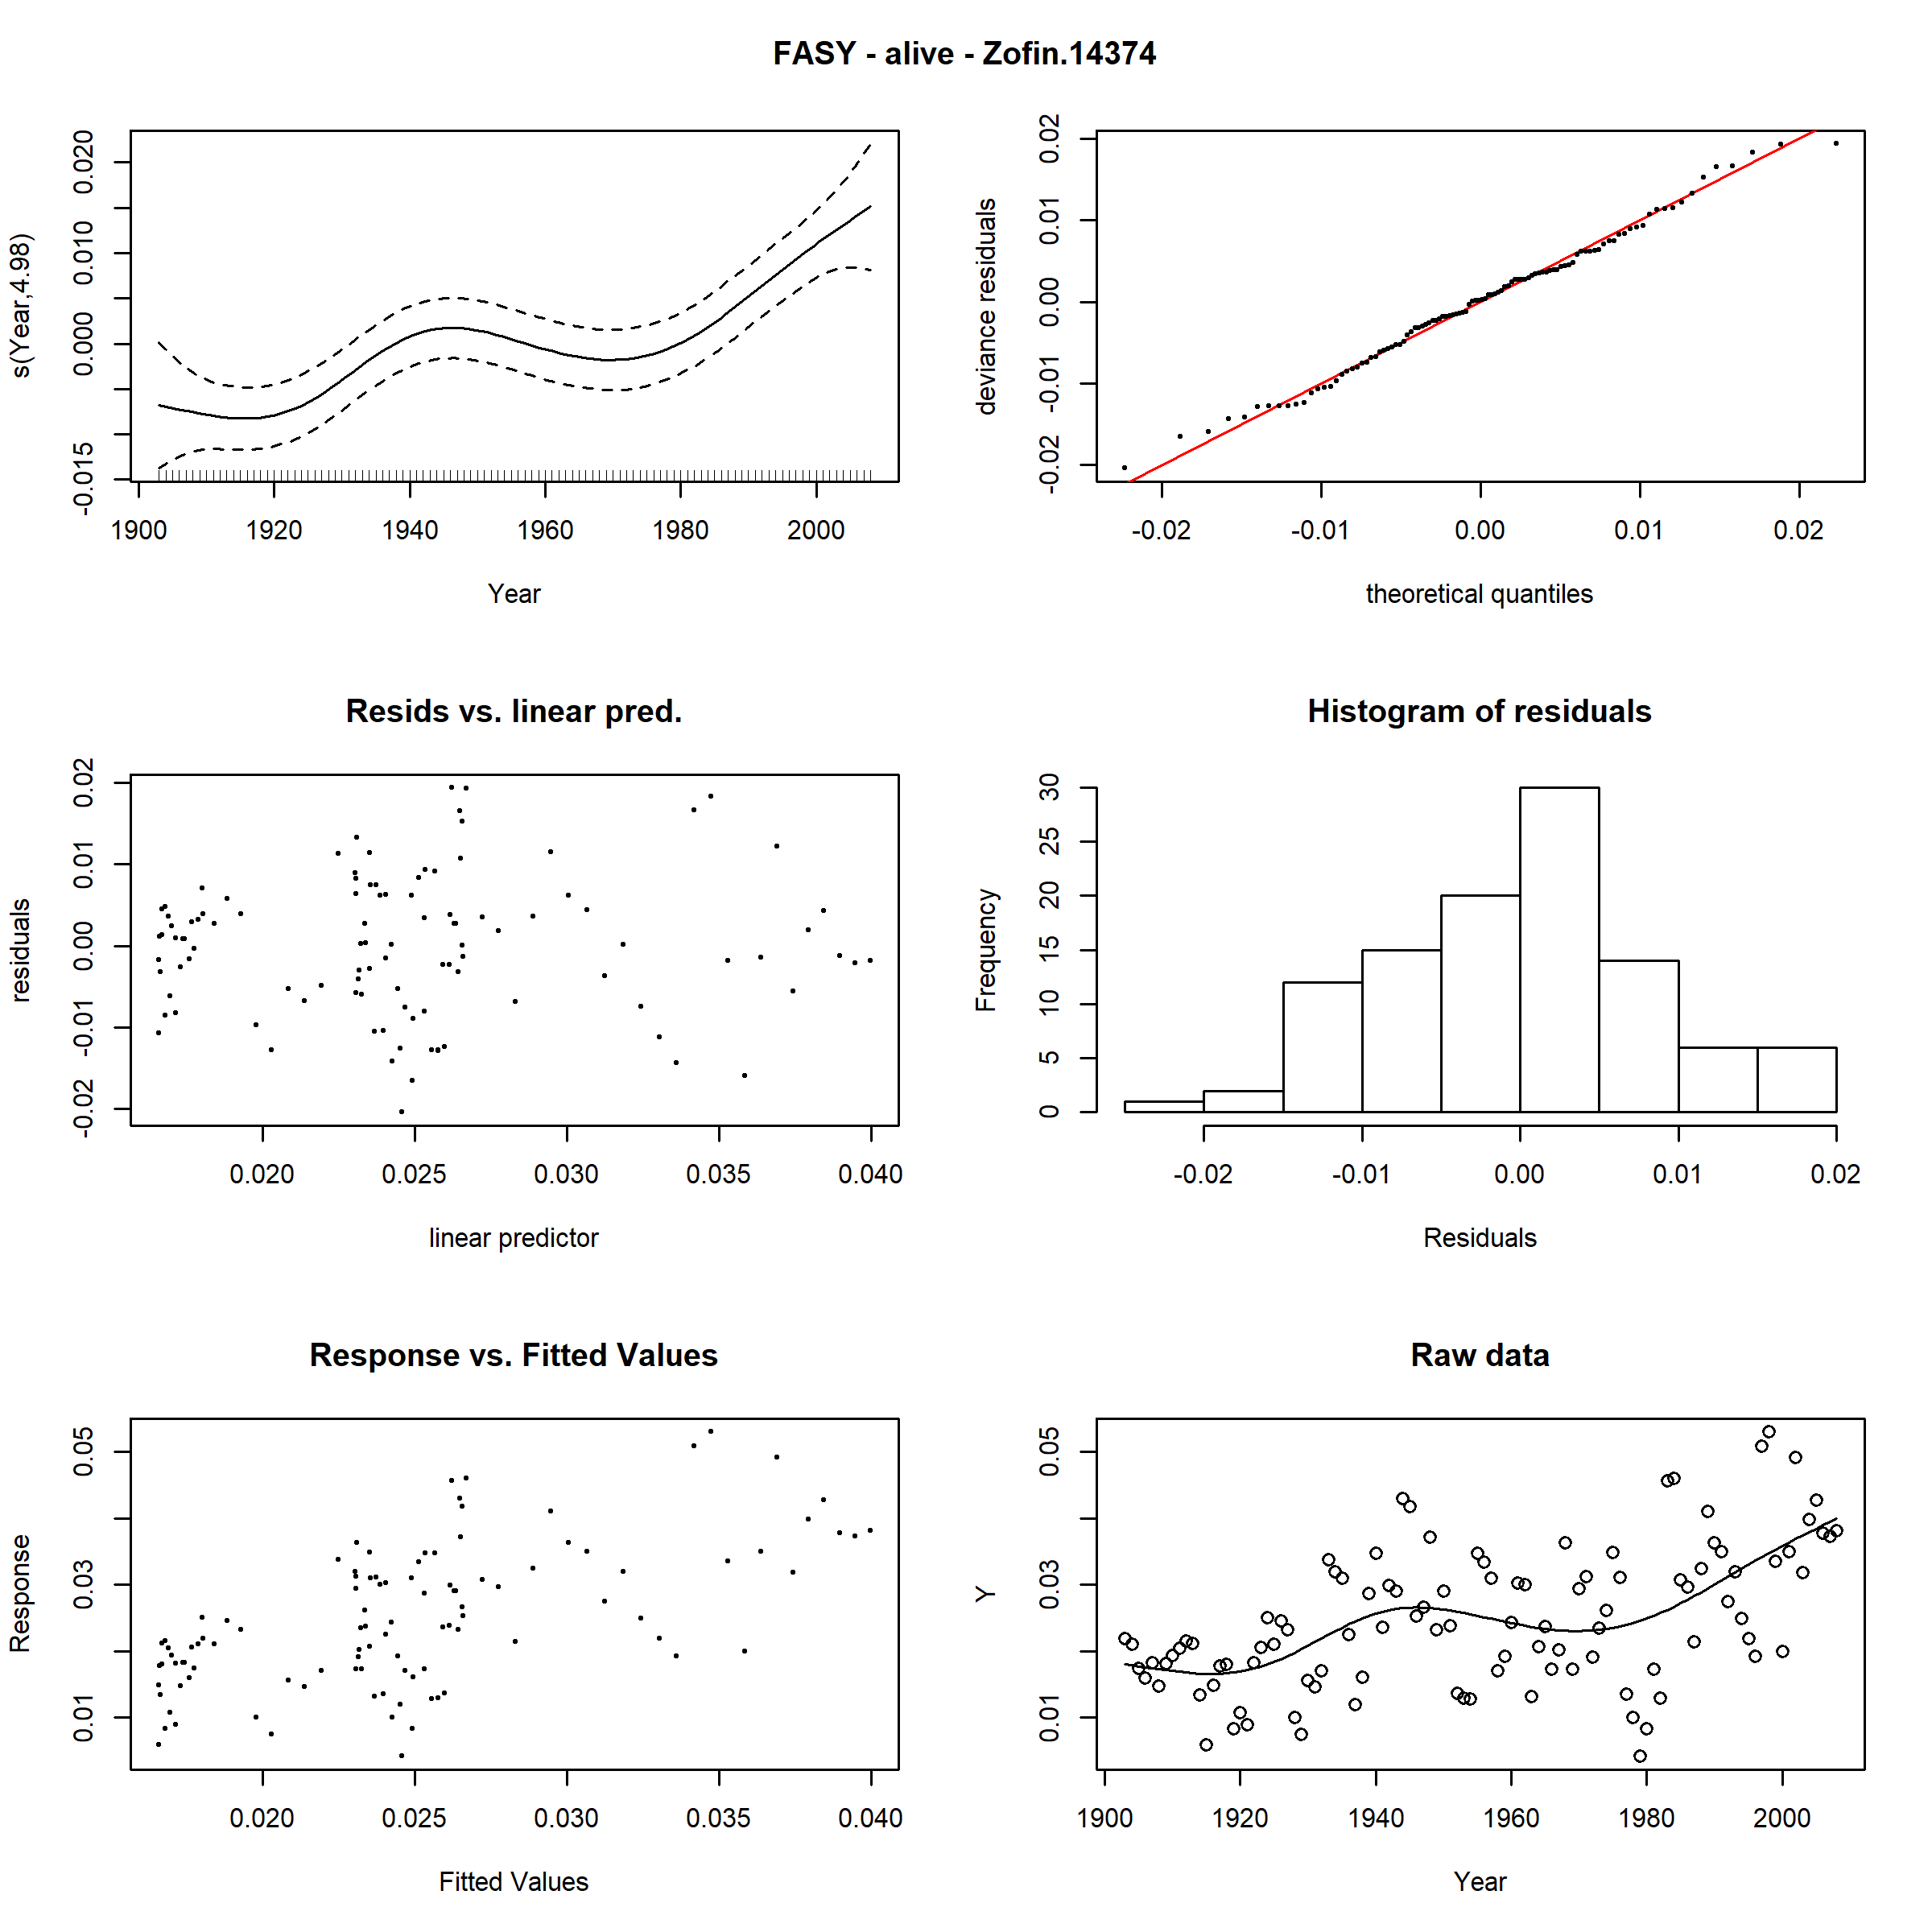 FASY - alive - Zofin.14374
s(Year,4.98)
-0.015 0.000 0.010 0.020
1900 1920 1940 1960 1980 2000
Year
deviance residuals
-0.02 -0.01 0.00 0.01 0.02
-0.02 -0.01 0.00 0.01 0.02
theoretical quantiles
Resids vs. linear pred.
residuals
-0.02 -0.01 0.00 0.01 0.02
0.020 0.025 0.030 0.035 0.040
linear predictor
Histogram of residuals
Frequency
0 5 10 15 20 25 30
-0.02 -0.01 0.00 0.01 0.02
Residuals
Response vs. Fitted Values
Response
0.01 0.03 0.05
0.020 0.025 0.030 0.035 0.040
Fitted Values
Raw data
Y
0.01 0.03 0.05
1900 1920 1940 1960 1980 2000
Year